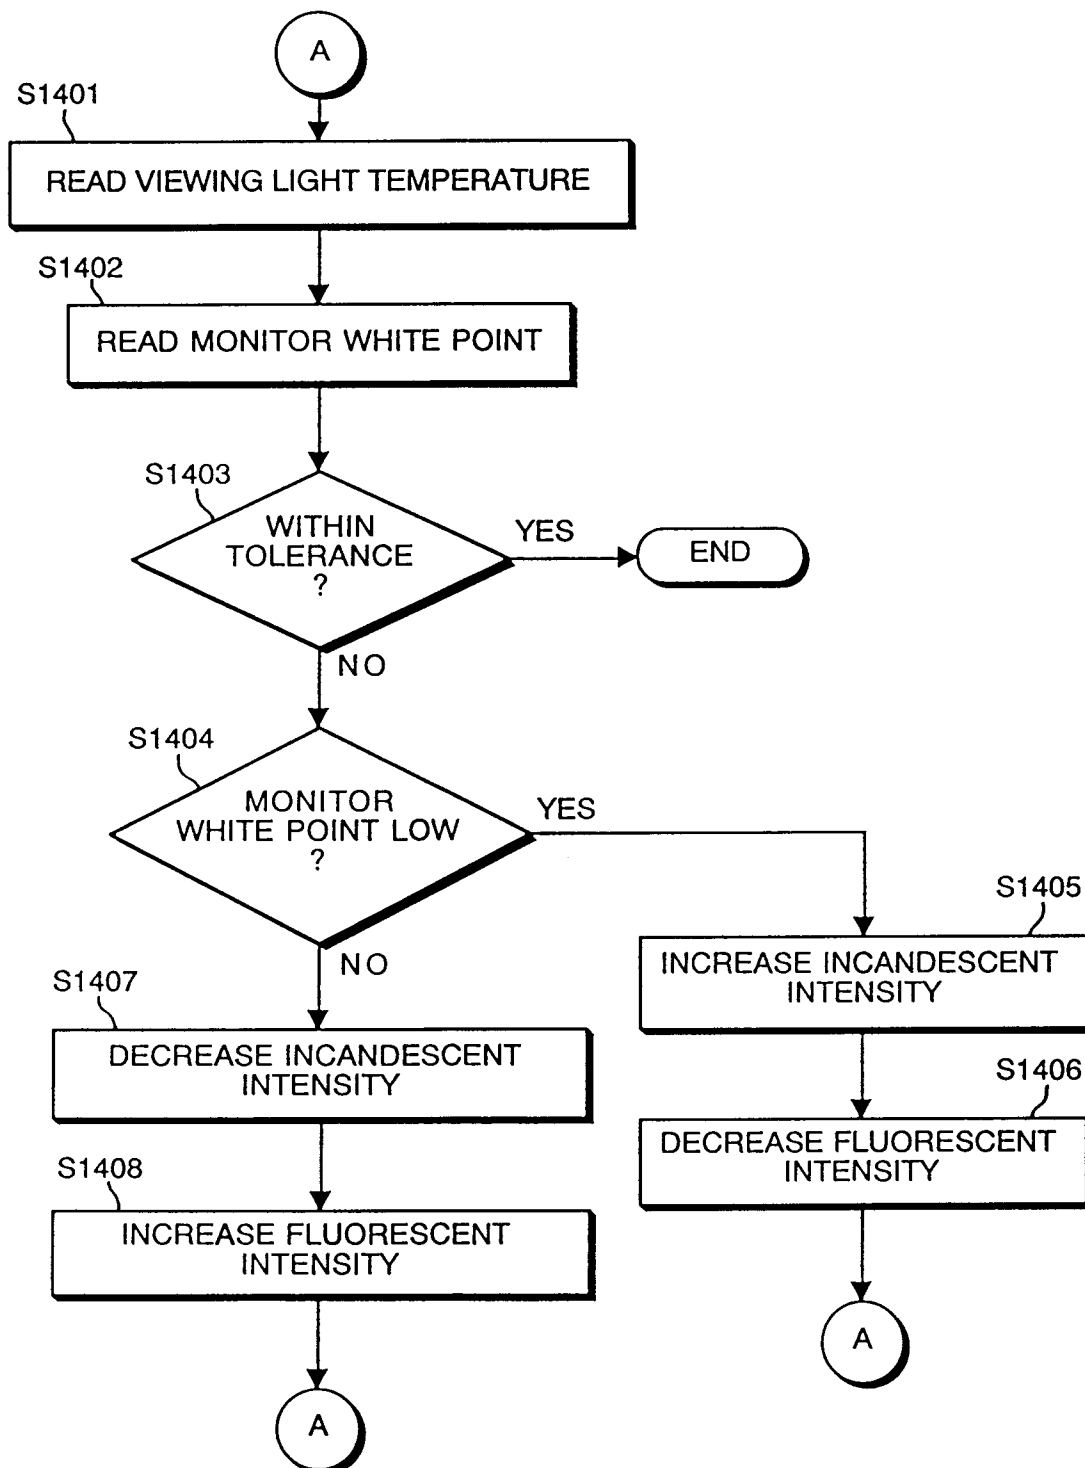 A
S1401
READ VIEWING LIGHT TEMPERATURE
S1402
READ MONITOR WHITE POINT
S1403
WITHIN
TOLERANCE
?
YES
END
NO
S1404
MONITOR
WHITE POINT LOW
?
YES
NO
S1405
INCREASE INCANDESCENT
INTENSITY
S1406
DECREASE FLUORESCENT
INTENSITY
A
S1407
DECREASE INCANDESCENT
INTENSITY
S1408
INCREASE FLUORESCENT
INTENSITY
A